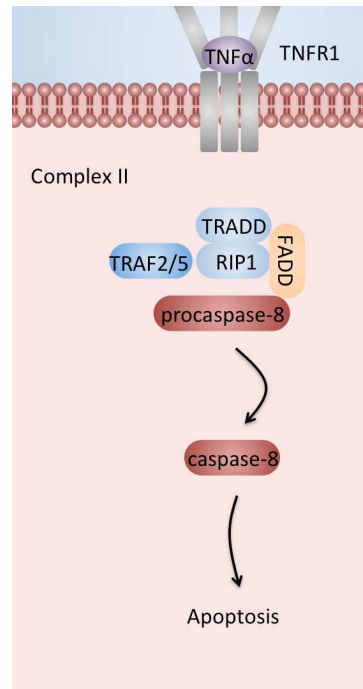 TNFα
TNFR1
Complex II
TRADD
FADD
TRAF2/5
RIP1
procaspase-8
caspase-8
Apoptosis